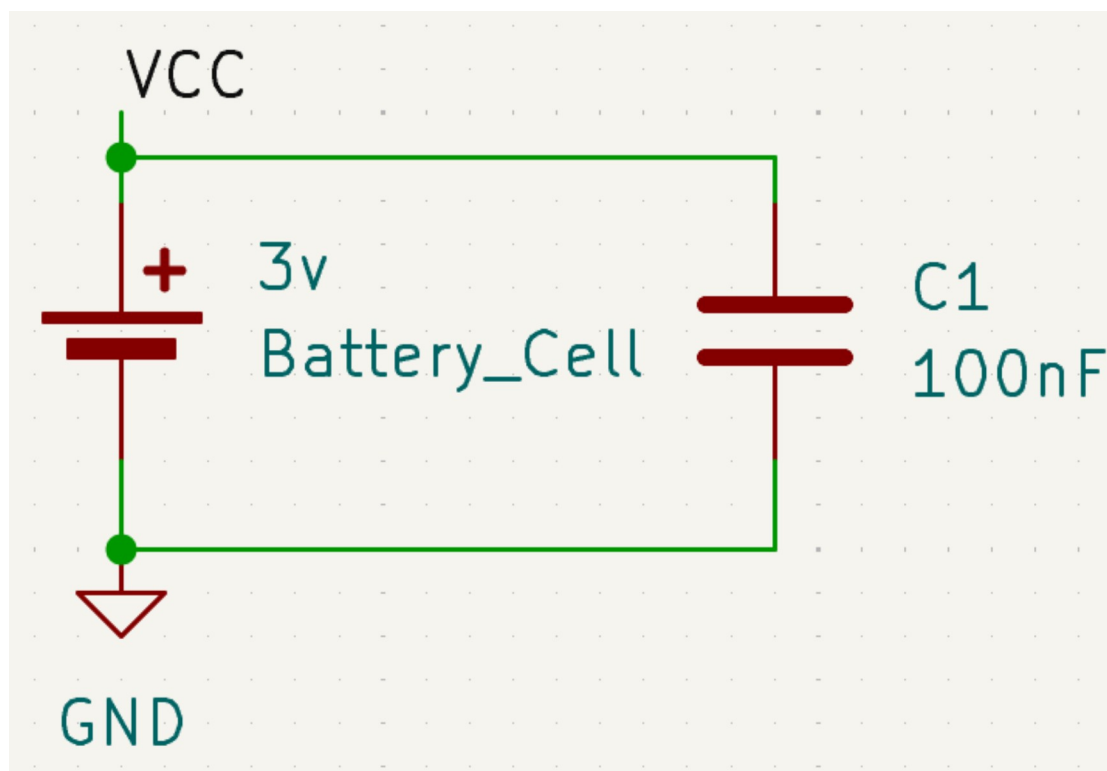 VCC
+
3v
Battery_Cell
C1
100nF
GND